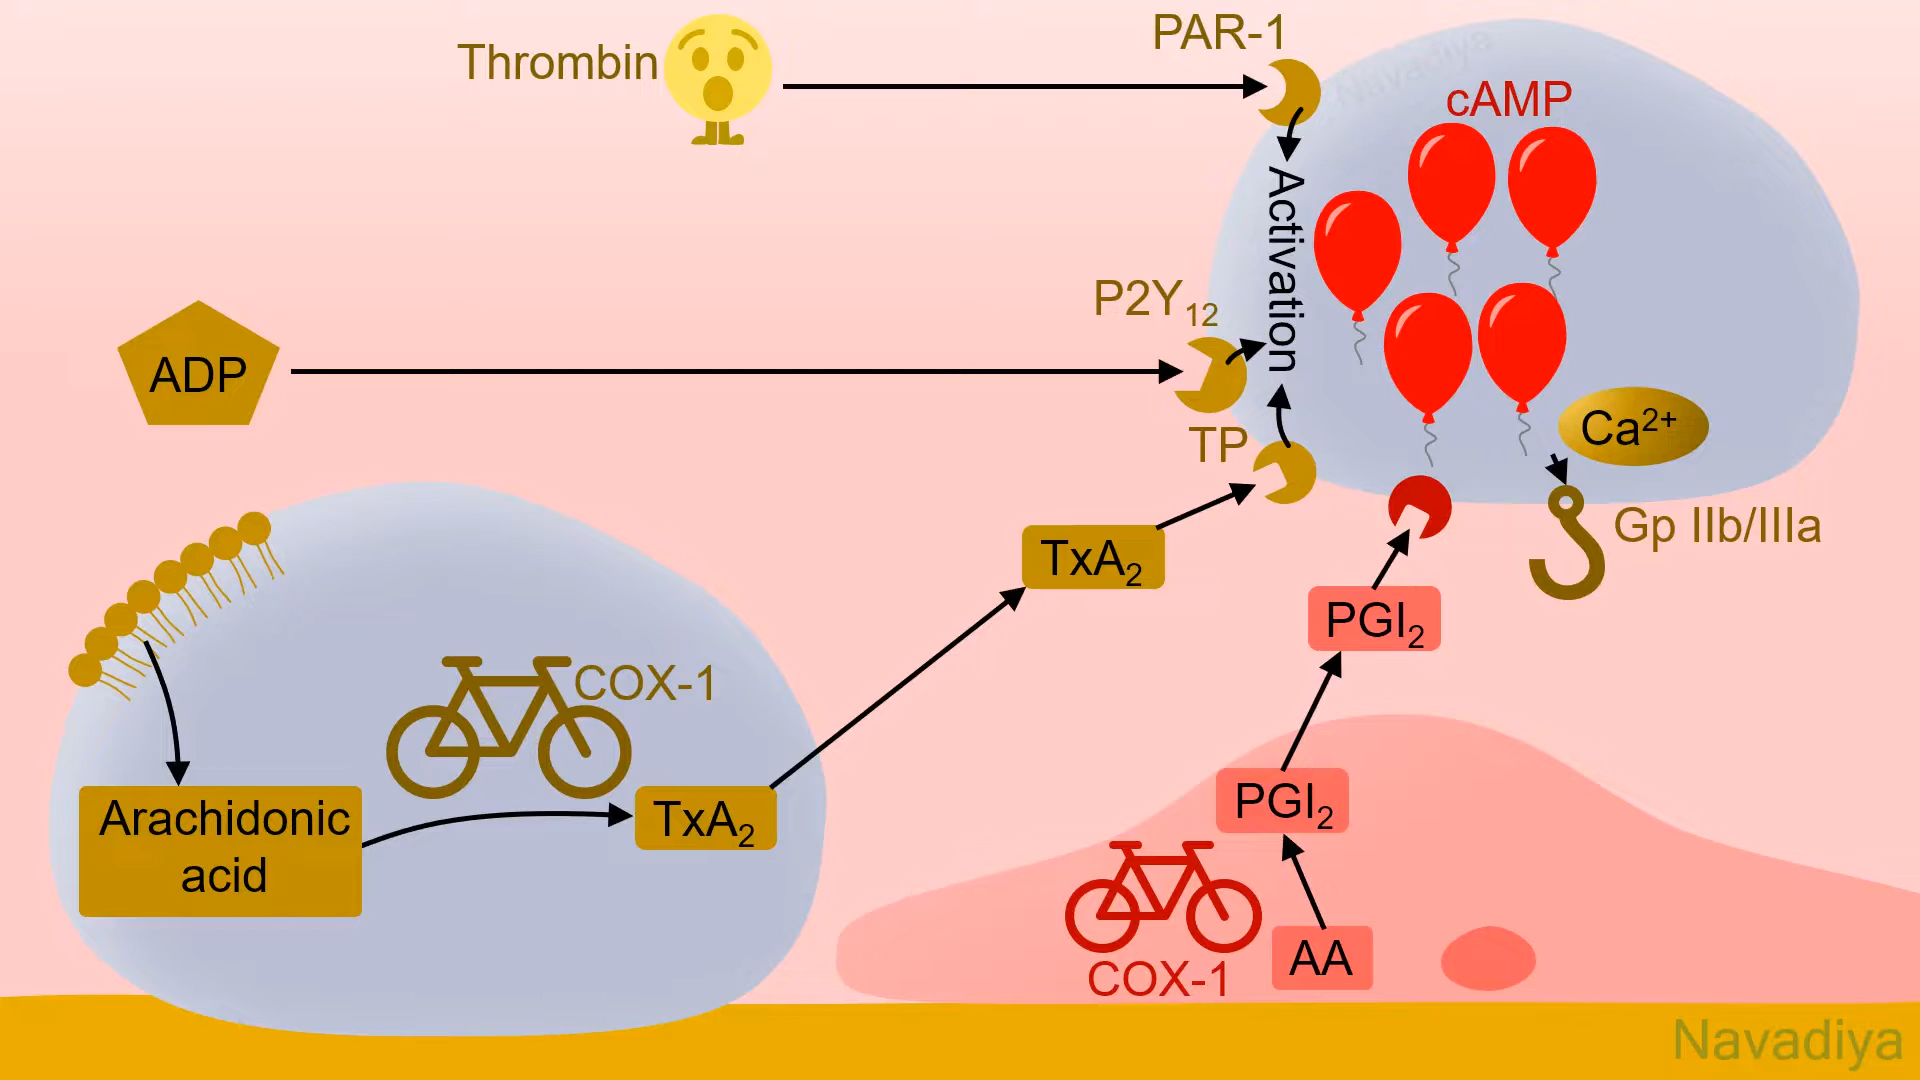 PAR-1
Thrombin
Navadiya
cAMP
Activation
P2Y12
ADP
Ca2+
TP
Gp IIb/IIIa
TxA2
PGI2
COX-1
Arachidonic
acid
TxA2
PGI2
AA
COX-1
Navadiya